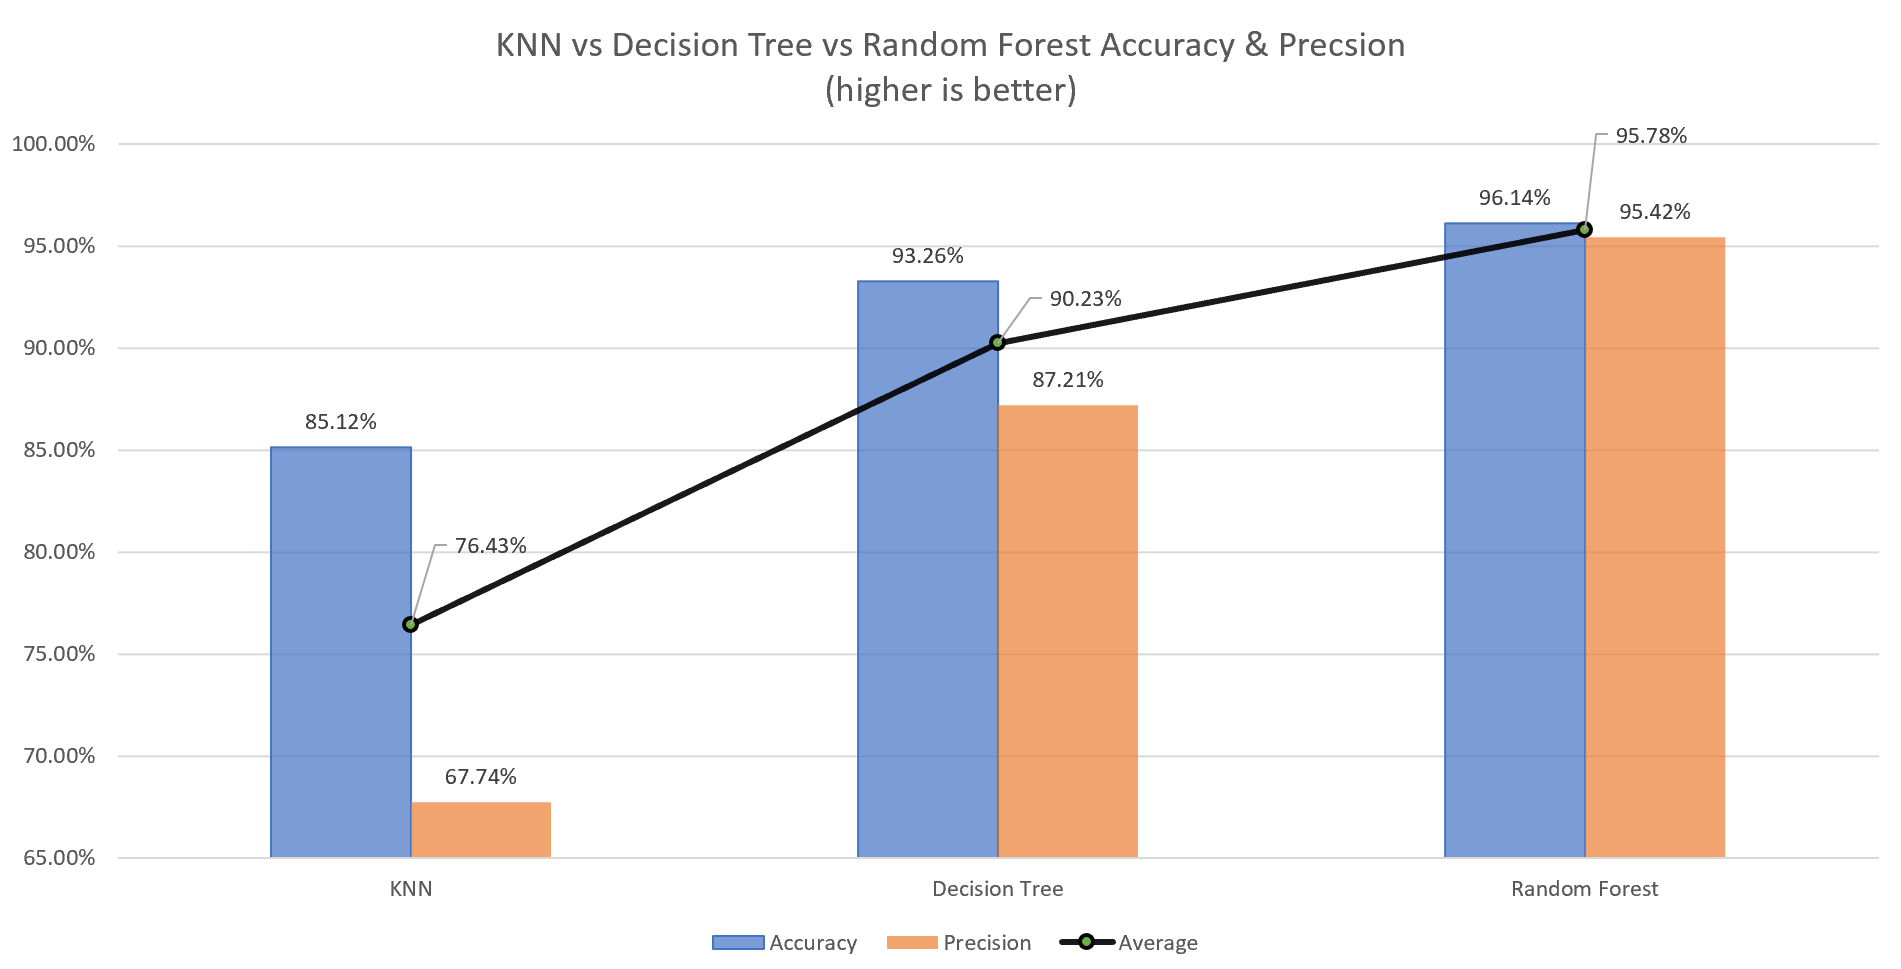 KNN vs Decision Tree vs Random Forest Accuracy & Precsion
(higher is better)
100.00%
95.00%
90.00%
85.00%
80.00%
75.00%
70.00%
65.00%
85.12%
76.43%
67.74%
93.26%
90.23%
87.21%
96.14%
95.78%
95.42%
KNN
Decision Tree
Random Forest
Accuracy
Precision
Average